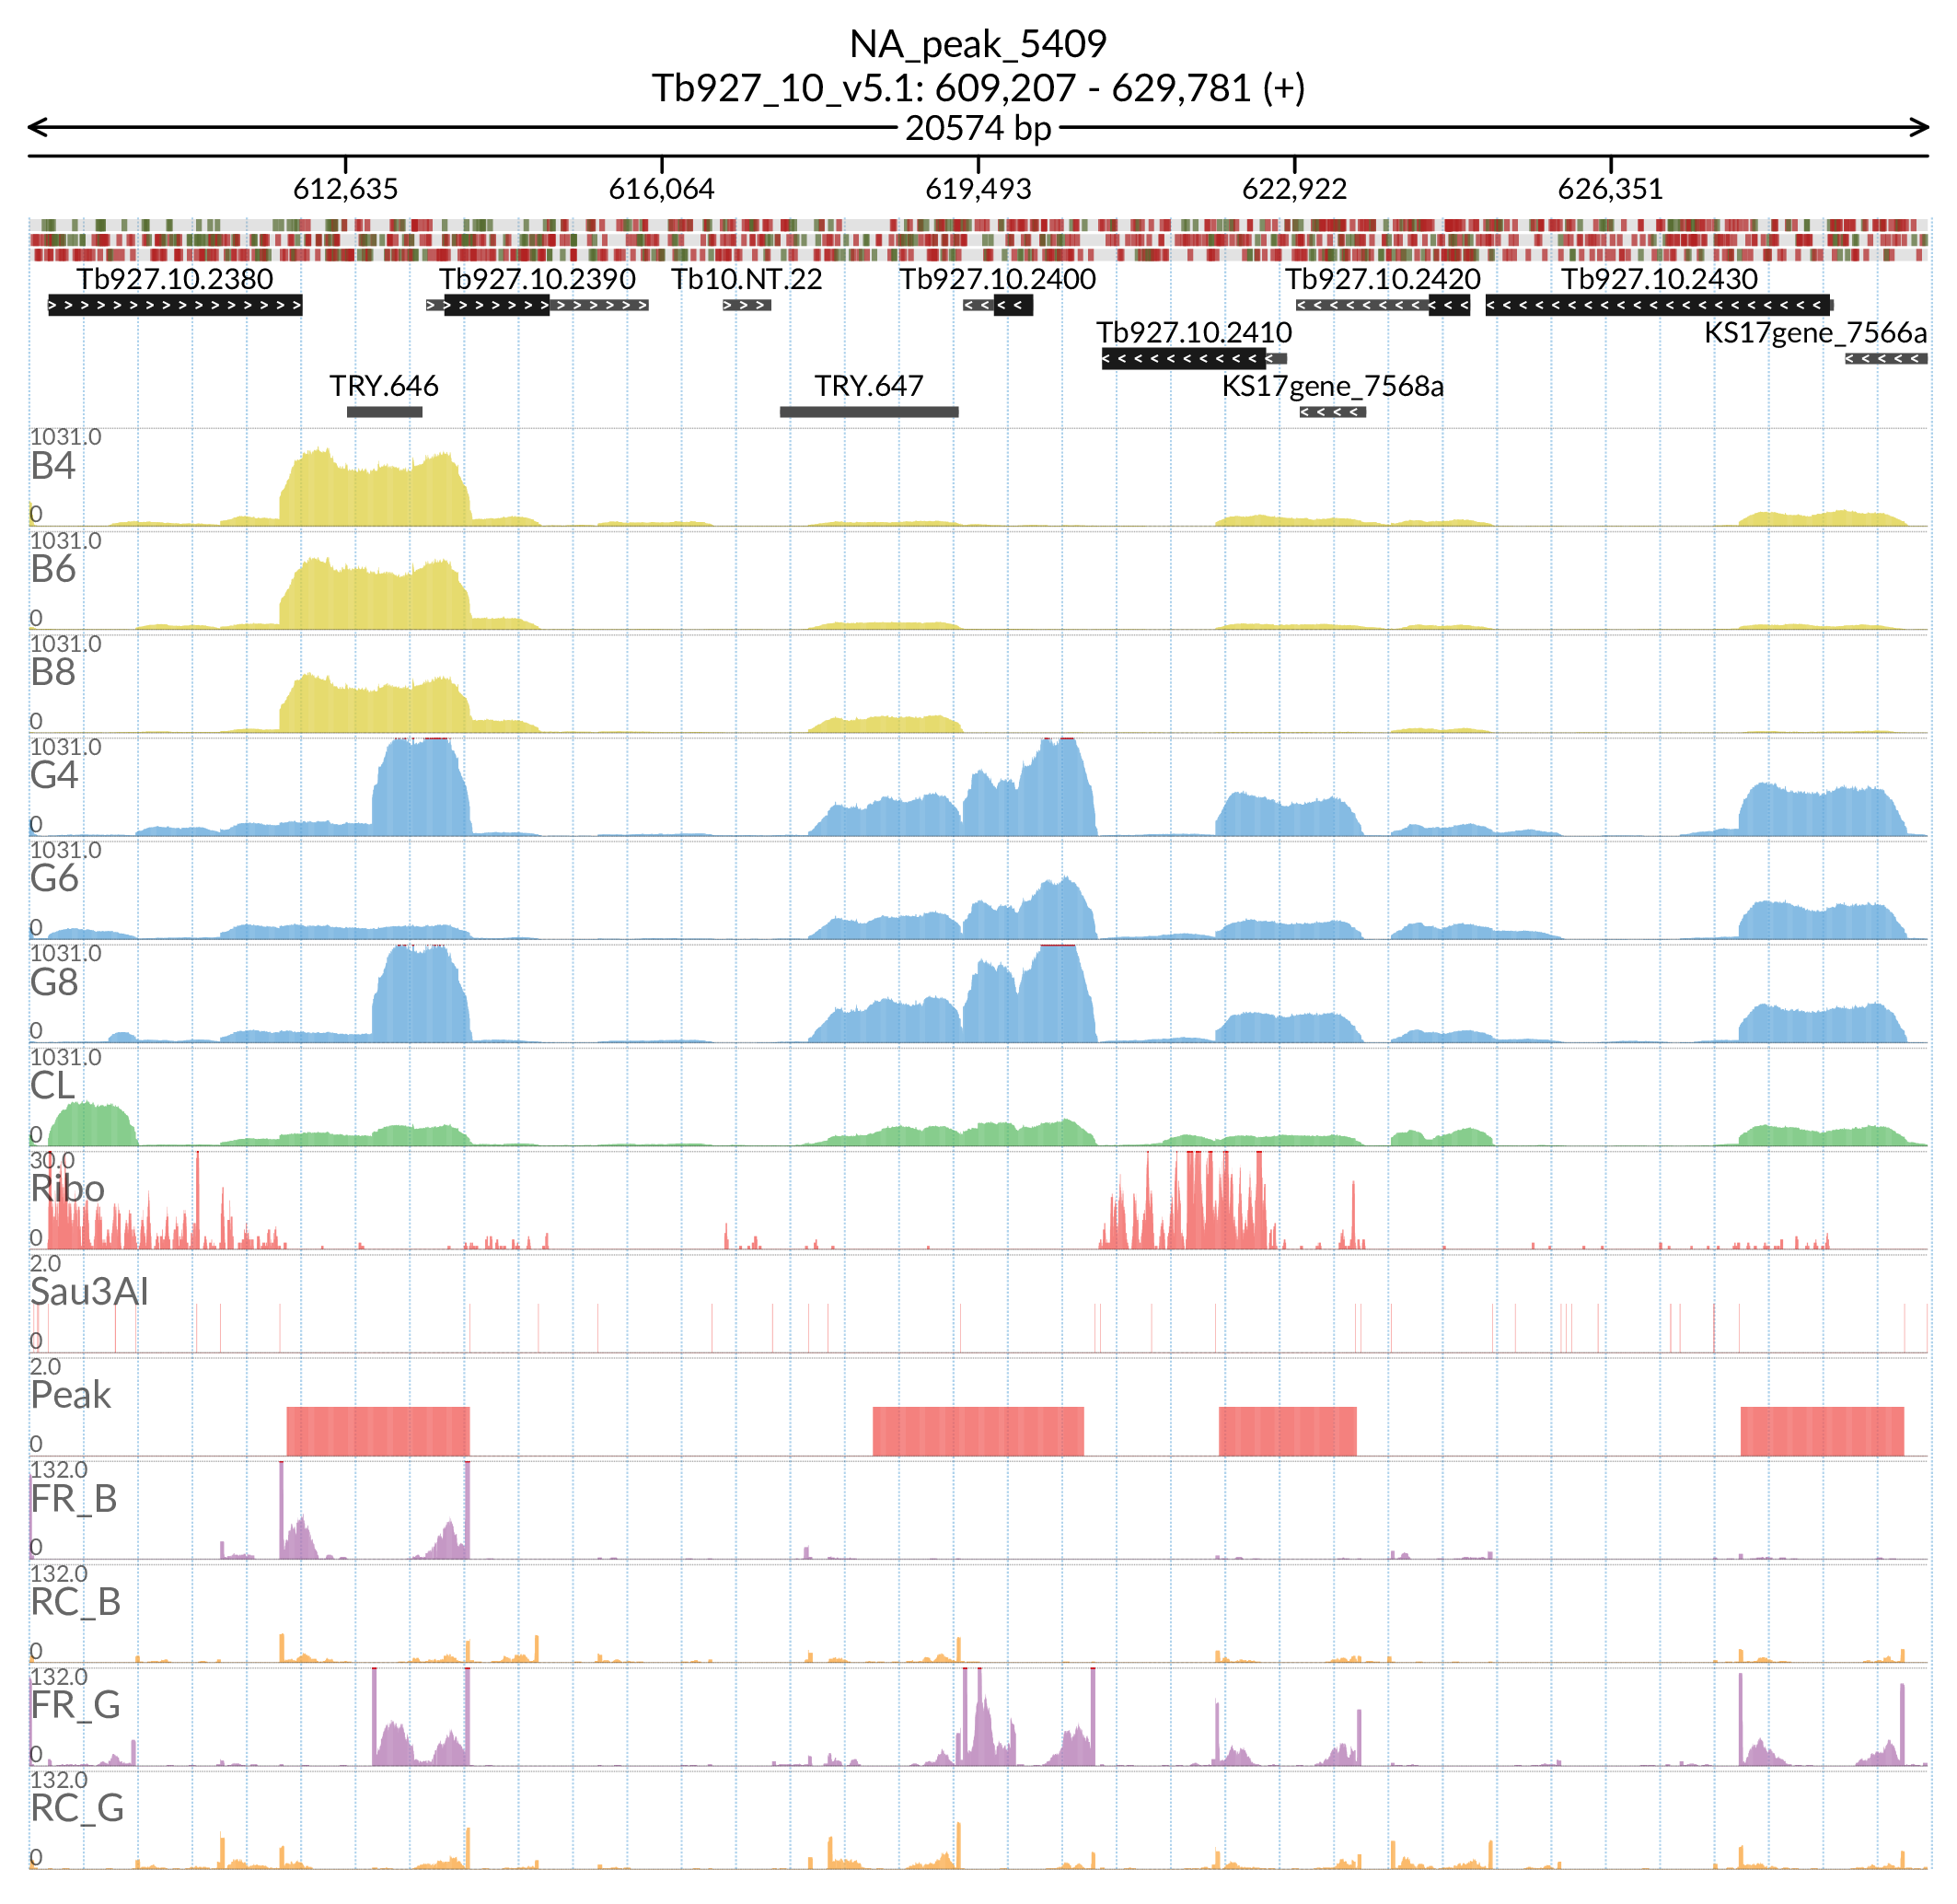 NA_peak_5409
Tb927_10_v5.1: 609,207 - 629,781 (+)
20574 bp
612,635 616,064 619,493 622,922 626,351
Tb927.10.2380 Tb927.10.2390 Tb10.NT.22 Tb927.10.2400 Tb927.10.2420 Tb927.10.2430
Tb927.10.2410 KS17gene_7566a
TRY.646 TRY.647 KS17gene_7568a
1031.0
B4
0
1031.0
B6
0
1031.0
B8
0
1031.0
G4
0
1031.0
G6
0
1031.0
G8
0
1031.0
CL
0
30.0
Ribo
0
2.0
Sau3AI
0
2.0
Peak
0
132.0
FR_B
0
132.0
RC_B
0
132.0
FR_G
0
132.0
RC_G
0